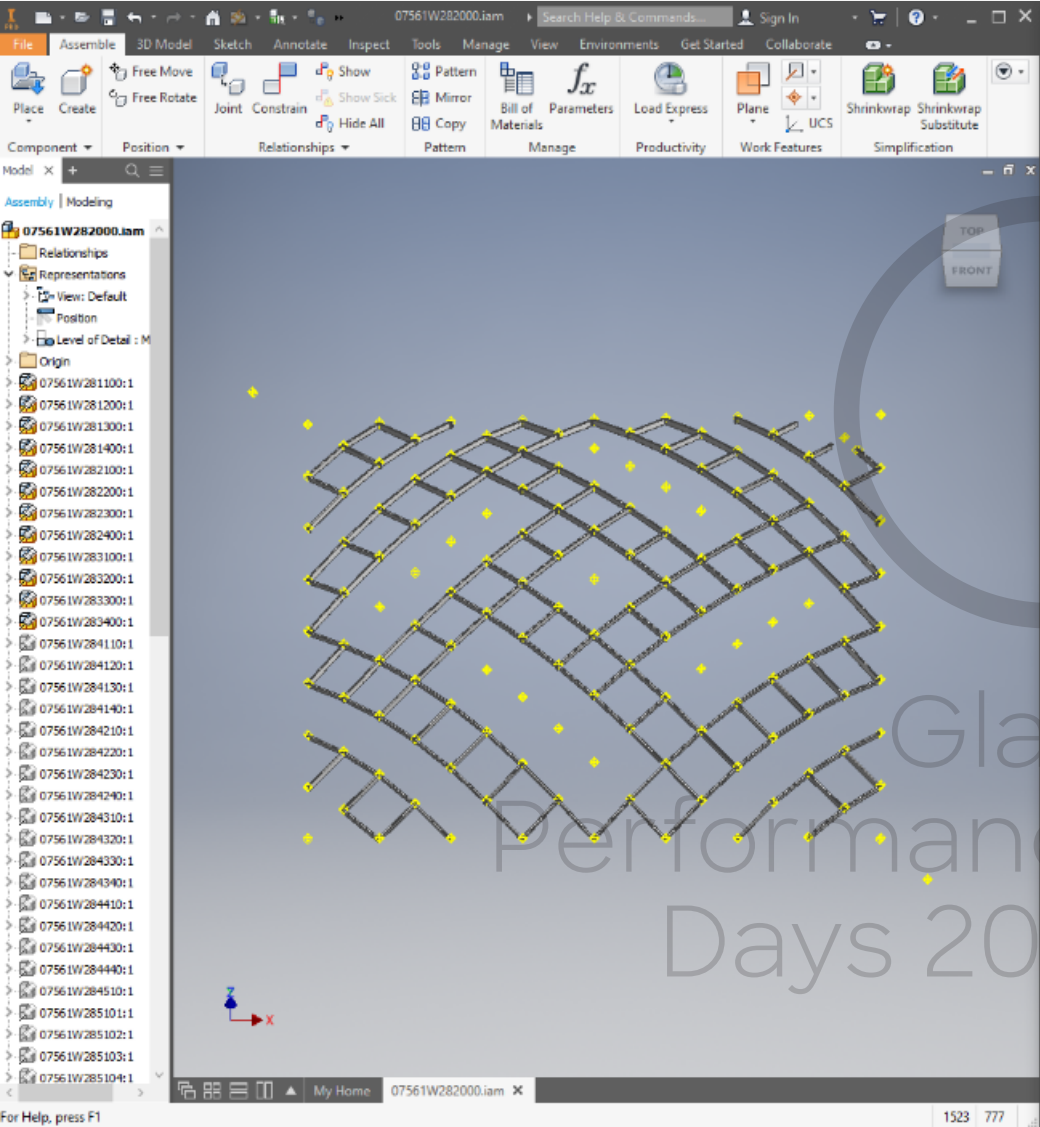 07561W282000.iam
Search Help & Commands...
Sign In
File Assemble 3D Model Sketch Annotate Inspect Tools Manage View Environments Get Started Collaborate
Place
Create
Free Move
Free Rotate
Joint
Constrain
Show
Show Sick
Hide All
Pattern
Mirror
Copy
Bill of
Materials
Parameters
Load Express
Plane
UCS
Shrinkwrap
Shrinkwrap
Substitute
Component Position Relationships Pattern Manage Productivity Work Features Simplification
Model
Assembly | Modeling
07561W282000.iam
Relationships
Representations
View: Default
Position
Level of Detail : M
Origin
07561W281100:1
07561W281200:1
07561W281300:1
07561W281400:1
07561W282100:1
07561W282200:1
07561W282300:1
07561W282400:1
07561W283100:1
07561W283200:1
07561W283300:1
07561W283400:1
07561W284110:1
07561W284120:1
07561W284130:1
07561W284140:1
07561W284210:1
07561W284220:1
07561W284230:1
07561W284240:1
07561W284310:1
07561W284320:1
07561W284330:1
07561W284340:1
07561W284410:1
07561W284420:1
07561W284430:1
07561W284440:1
07561W284510:1
07561W285101:1
07561W285102:1
07561W285103:1
07561W285104:1
TOP
FRONT
Gla
Performan
Days 20
Z
X
My Home
07561W282000.iam
For Help, press F1
1523 777